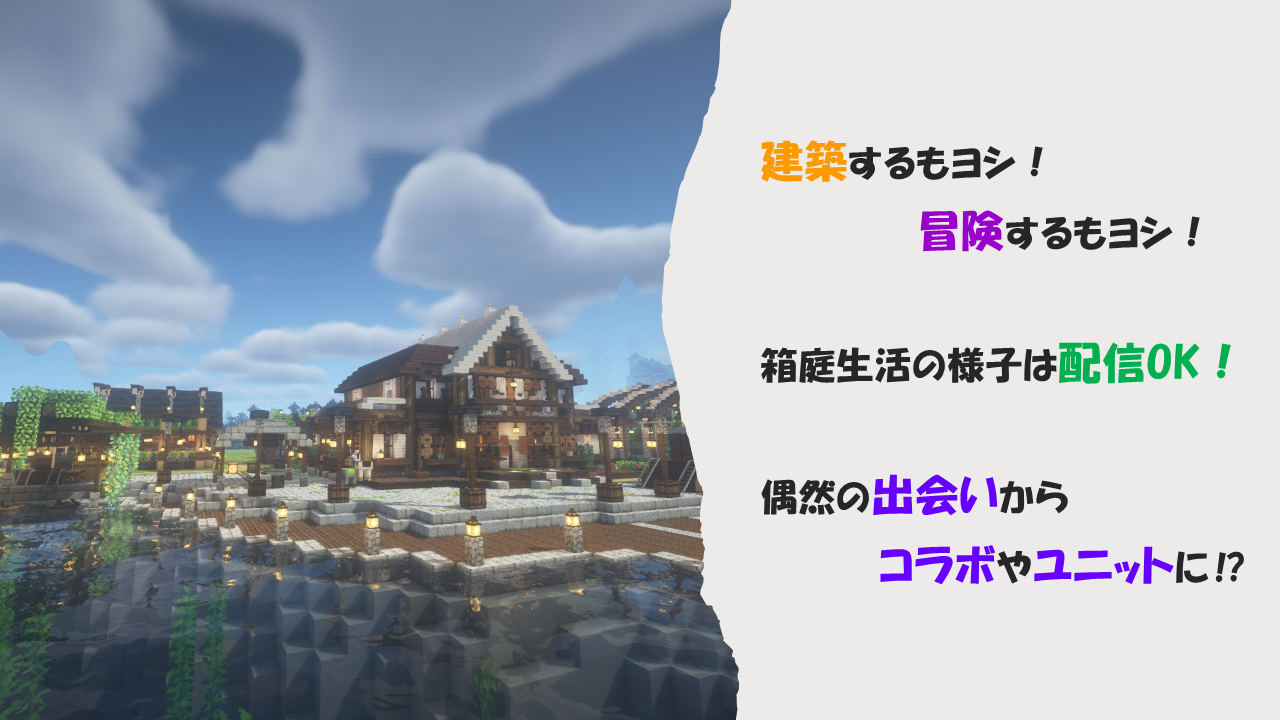 建築するもヨシ！
冒険するもヨシ！
箱庭生活の様子は配信OK！
偶然の出会いから
コラボやユニットに⁉